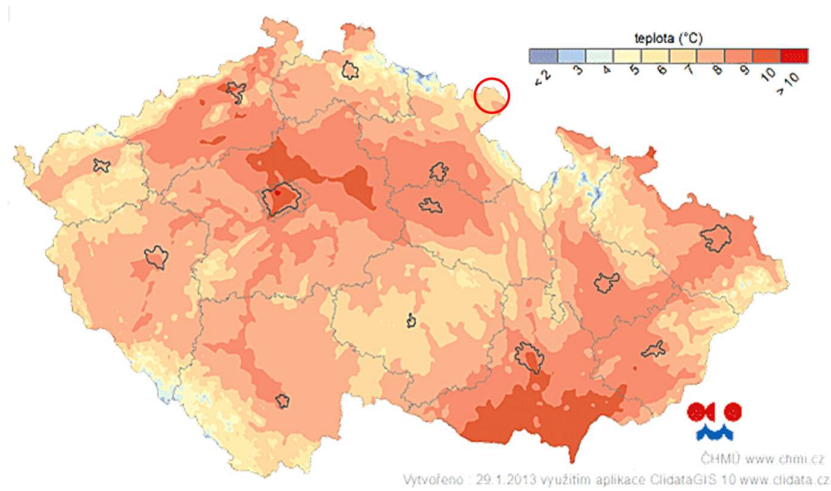 teplota (°C)
< 2 3 4 5 6 7 8 9 10 > 10
ČHMÚ www.chmi.cz
Vytvořeno : 29.1.2013 využitím aplikace ClidataGIS 10 www.clidata.cz